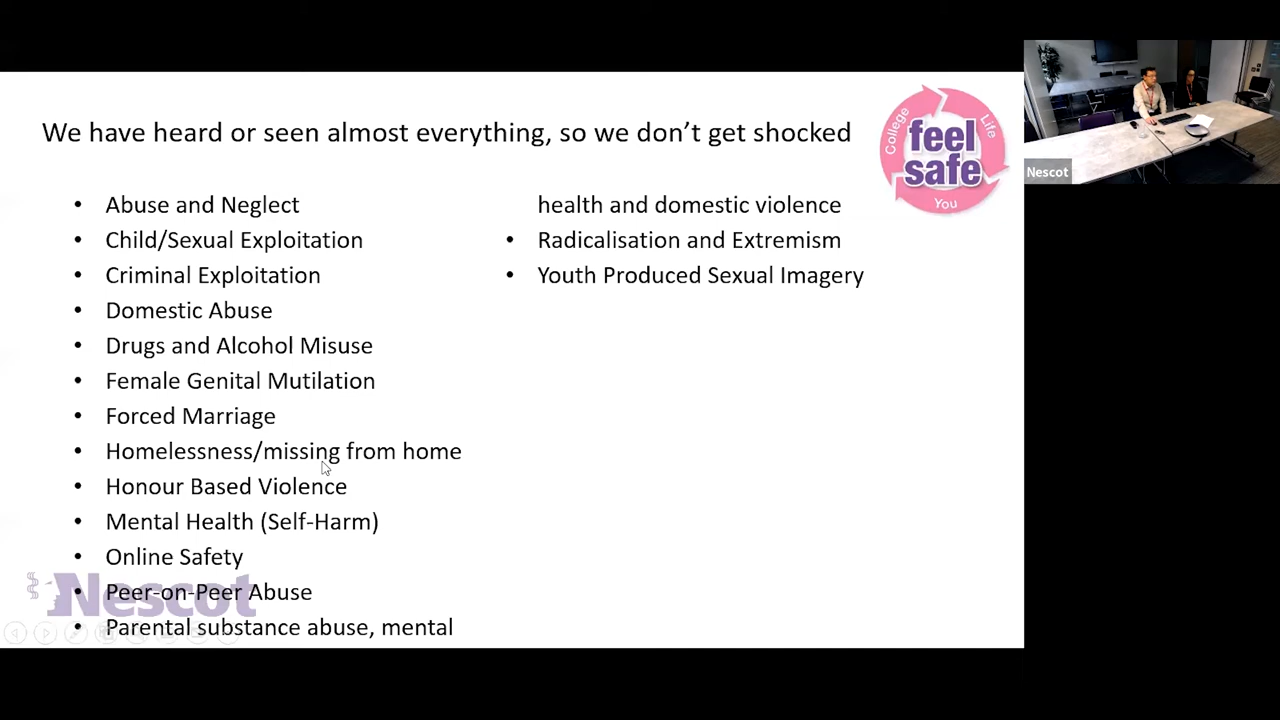 We have heard or seen almost everything, so we don’t get shocked
College
Life
feel
safe
You
• Abuse and Neglect
• Child/Sexual Exploitation
• Criminal Exploitation
• Domestic Abuse
• Drugs and Alcohol Misuse
• Female Genital Mutilation
• Forced Marriage
• Homelessness/missing from home
• Honour Based Violence
• Mental Health (Self-Harm)
• Online Safety
• Peer-on-Peer Abuse
• Parental substance abuse, mental
health and domestic violence
• Radicalisation and Extremism
• Youth Produced Sexual Imagery
Nescot
Nescot